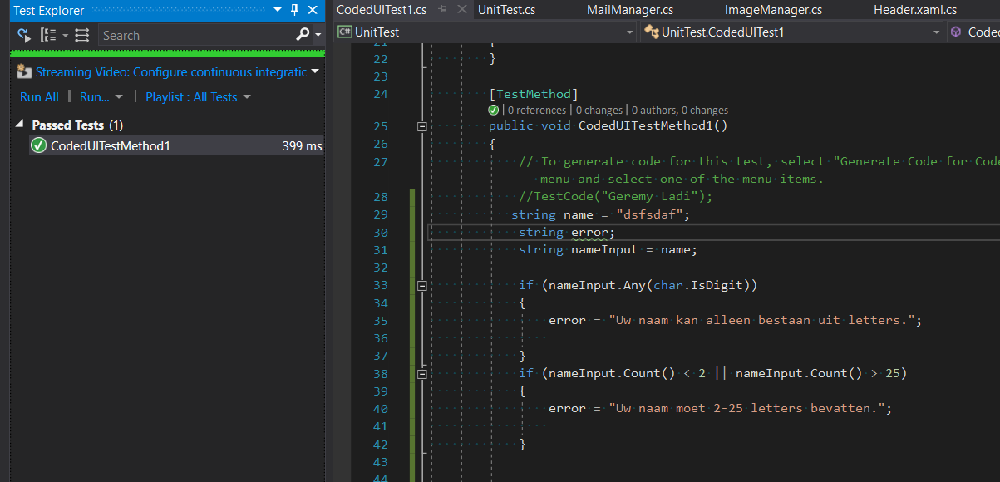 Test Explorer
Search
Streaming Video: Configure continuous integratic
Run All | Run... | Playlist : All Tests
Passed Tests (1)
CodedUITestMethod1 399 ms
CodedUITest1.cs UnitTest.cs MailManager.cs ImageManager.cs Header.xaml.cs
C# UnitTest UnitTest.CodedUITest1 Codec
21 {
22 }
23
24 [TestMethod]
| 0 references | 0 changes | 0 authors, 0 changes
25 public void CodedUITestMethod1()
26 {
27 // To generate code for this test, select "Generate Code for Code
menu and select one of the menu items.
28 //TestCode("Geremy Ladi");
29 string name = "dsfsdaf";
30 string error;
31 string nameInput = name;
32
33 if (nameInput.Any(char.IsDigit))
34 {
35 error = "Uw naam kan alleen bestaan uit letters.";
36
37 }
38 if (nameInput.Count() < 2 || nameInput.Count() > 25)
39 {
40 error = "Uw naam moet 2-25 letters bevatten.";
41
42 }
43
44